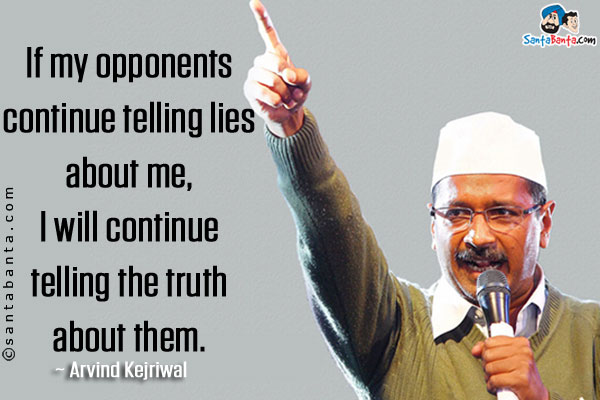 If my opponents
continue telling lies
about me,
I will continue
telling the truth
about them.
~ Arvind Kejriwal
SantaBanta.com
©santabanta.com